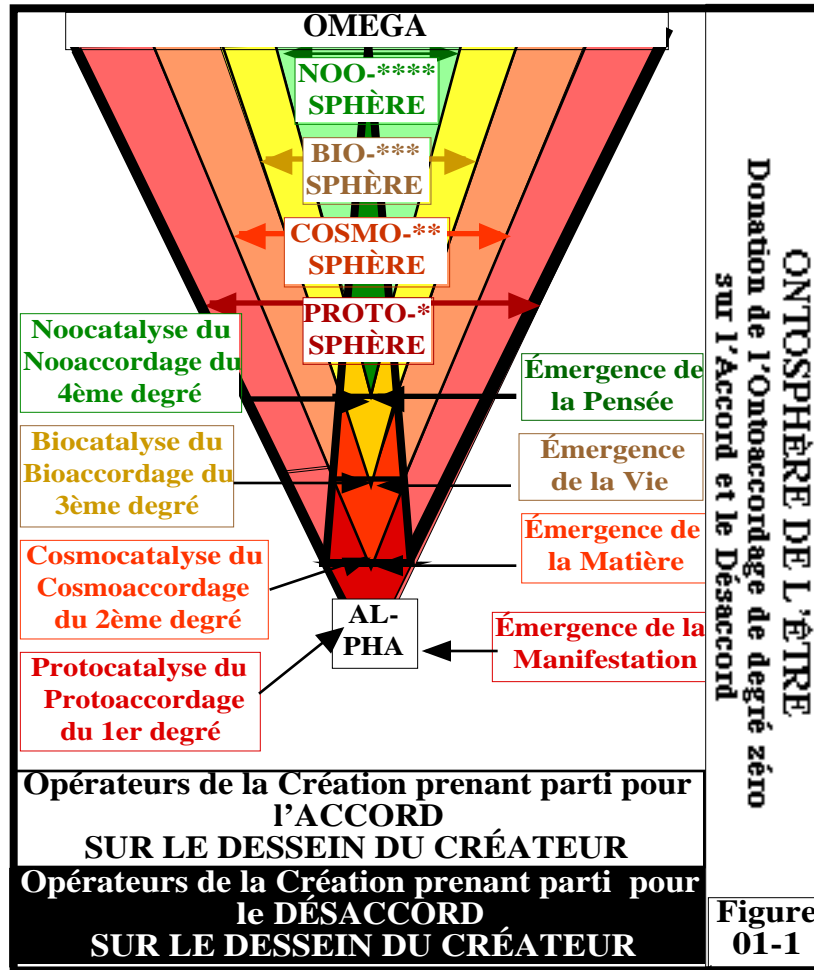 OMEGA
NOO-****
SPHÈRE
BIO-***
SPHÈRE
COSMO-**
SPHÈRE
PROTO-*
SPHÈRE
Noocatalyse du
Nooaccordage du
4ème degré
Émergence de
la Pensée
Biocatalyse du
Bioaccordage du
3ème degré
Émergence
de la Vie
Cosmocatalyse du
Cosmoaccordage
du 2ème degré
Émergence de
la Matière
AL-
PHA
Émergence de la
Manifestation
Protocatalyse du
Protoaccordage
du 1er degré
Opérateurs de la Création prenant parti pour
l’ACCORD
SUR LE DESSEIN DU CRÉATEUR
Opérateurs de la Création prenant parti pour
le DÉSACCORD
SUR LE DESSEIN DU CRÉATEUR
ONTOSPHÈRE DE L'ÊTRE
Donation de l'Ontoaccordage de degré zéro
sur l'Accord et le Désaccord
Figure
01-1